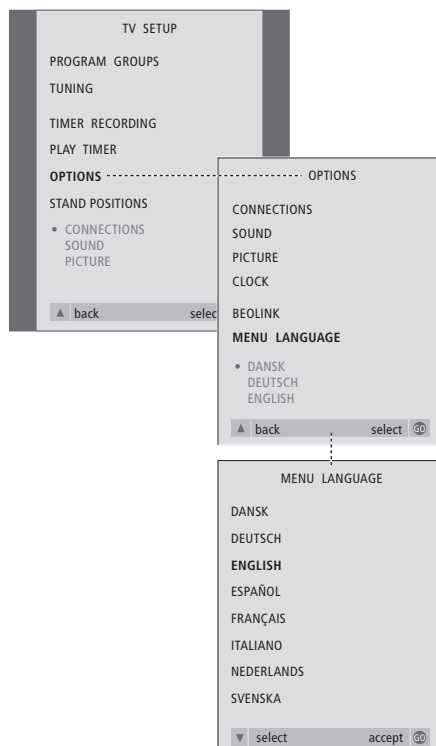 TV SETUP
PROGRAM GROUPS
TUNING
TIMER RECORDING
PLAY TIMER
OPTIONS
STAND POSITIONS
• CONNECTIONS
SOUND
PICTURE
▲ back selec
OPTIONS
CONNECTIONS
SOUND
PICTURE
CLOCK
BEOLINK
MENU LANGUAGE
• DANSK
DEUTSCH
ENGLISH
▲ back select GO
MENU LANGUAGE
DANSK
DEUTSCH
ENGLISH
ESPAÑOL
FRANÇAIS
ITALIANO
NEDERLANDS
SVENSKA
▼ select accept GO